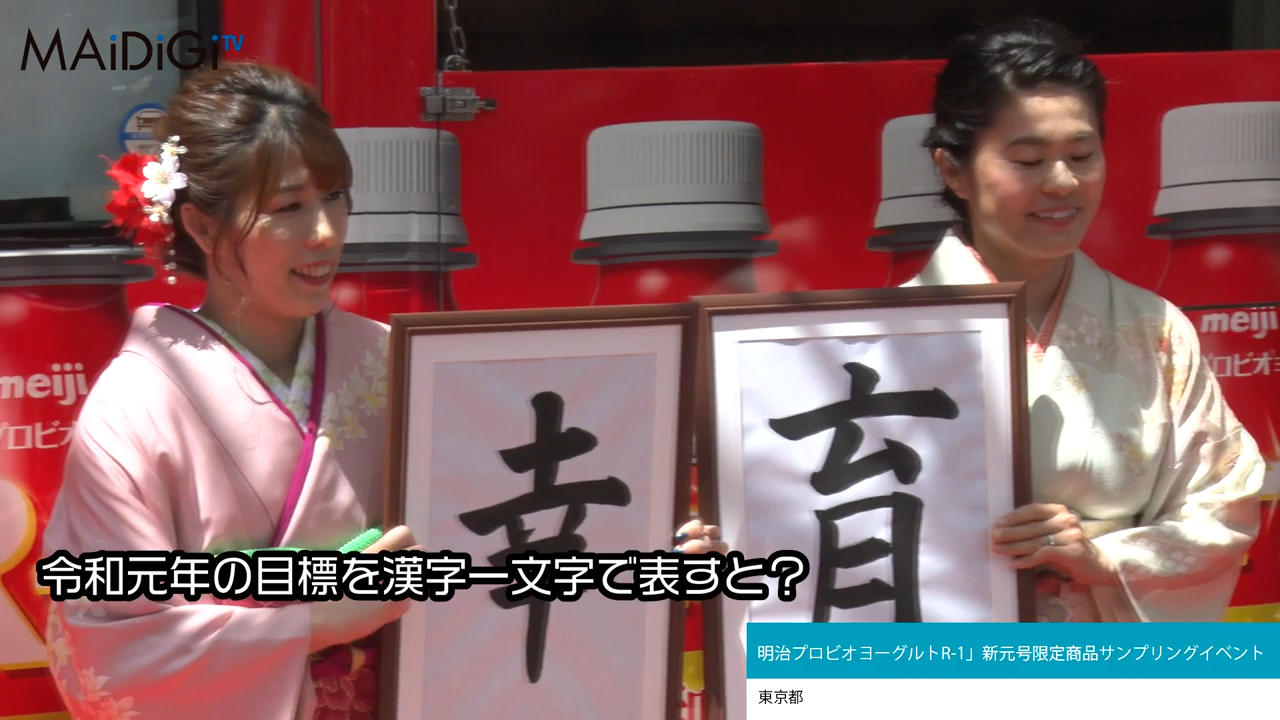 MAiDiGiTV
meiji
プロビオ
R
幸
育
meiji
プロビオヨ
令和元年の目標を漢字一文字で表すと？
明治プロビオヨーグルトR-1」新元号限定商品サンプリングイベント
東京都